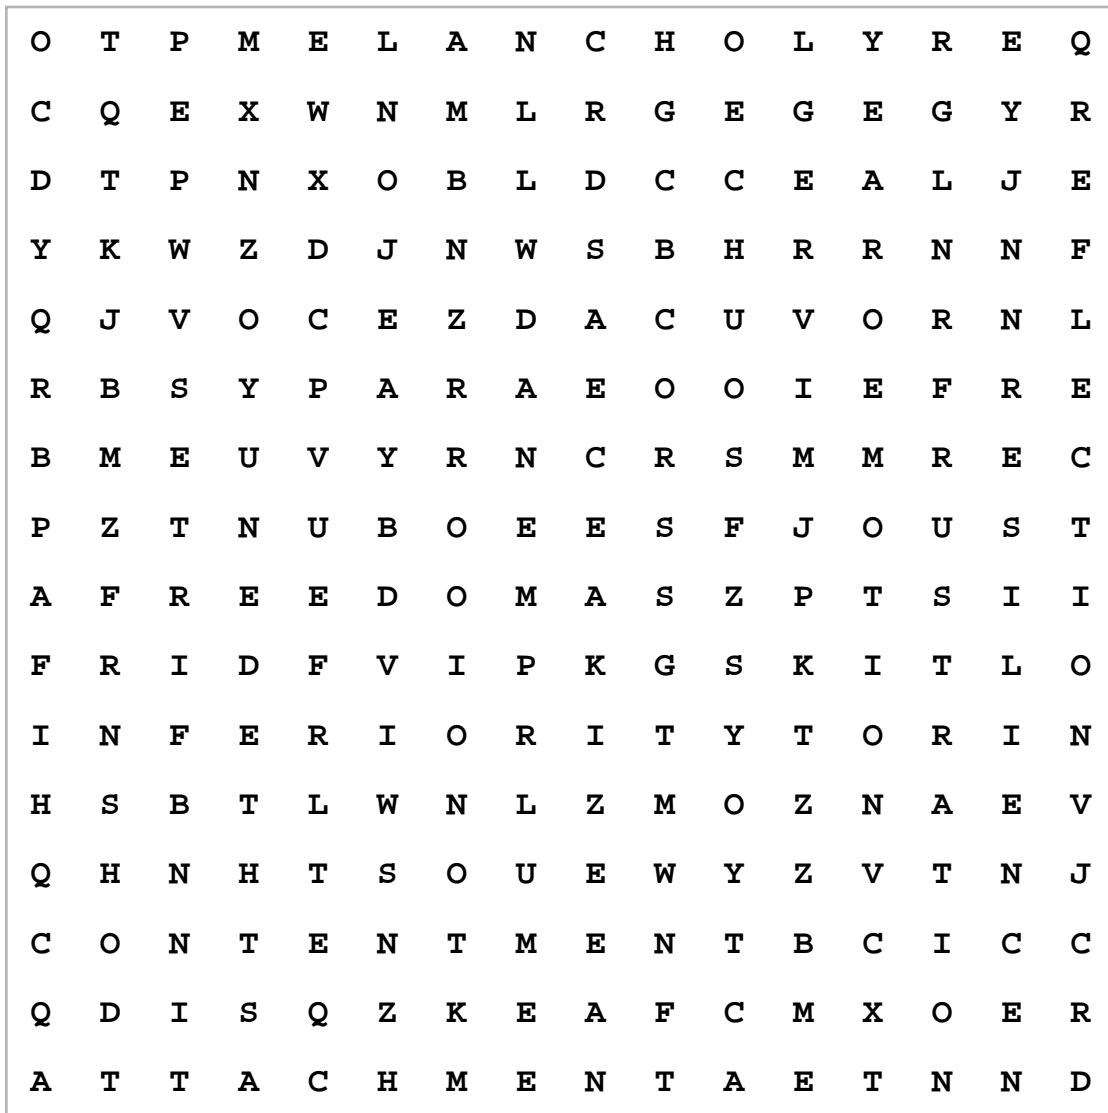 O T P M E L A N C H O L Y R E Q
C Q E X W N M L R G E G E G Y R
D T P N X O B L D C C E A L J E
Y K W Z D J N W S B H R R N N F
Q J V O C E Z D A C U V O R N L
R B S Y P A R A E O O I E F R E
B M E U V Y R N C R S M M R E C
P Z T N U B O E E S F J O U S T
A F R E E D O M A S Z P T S I I
F R I D F V I P K G S K I T L O
I N F E R I O R I T Y T O R I N
H S B T L W N L Z M O Z N A E V
Q H N H T S O U E W Y Z V T N J
C O N T E N T M E N T B C I C C
Q D I S Q Z K E A F C M X O E R
A T T A C H M E N T A E T N N D